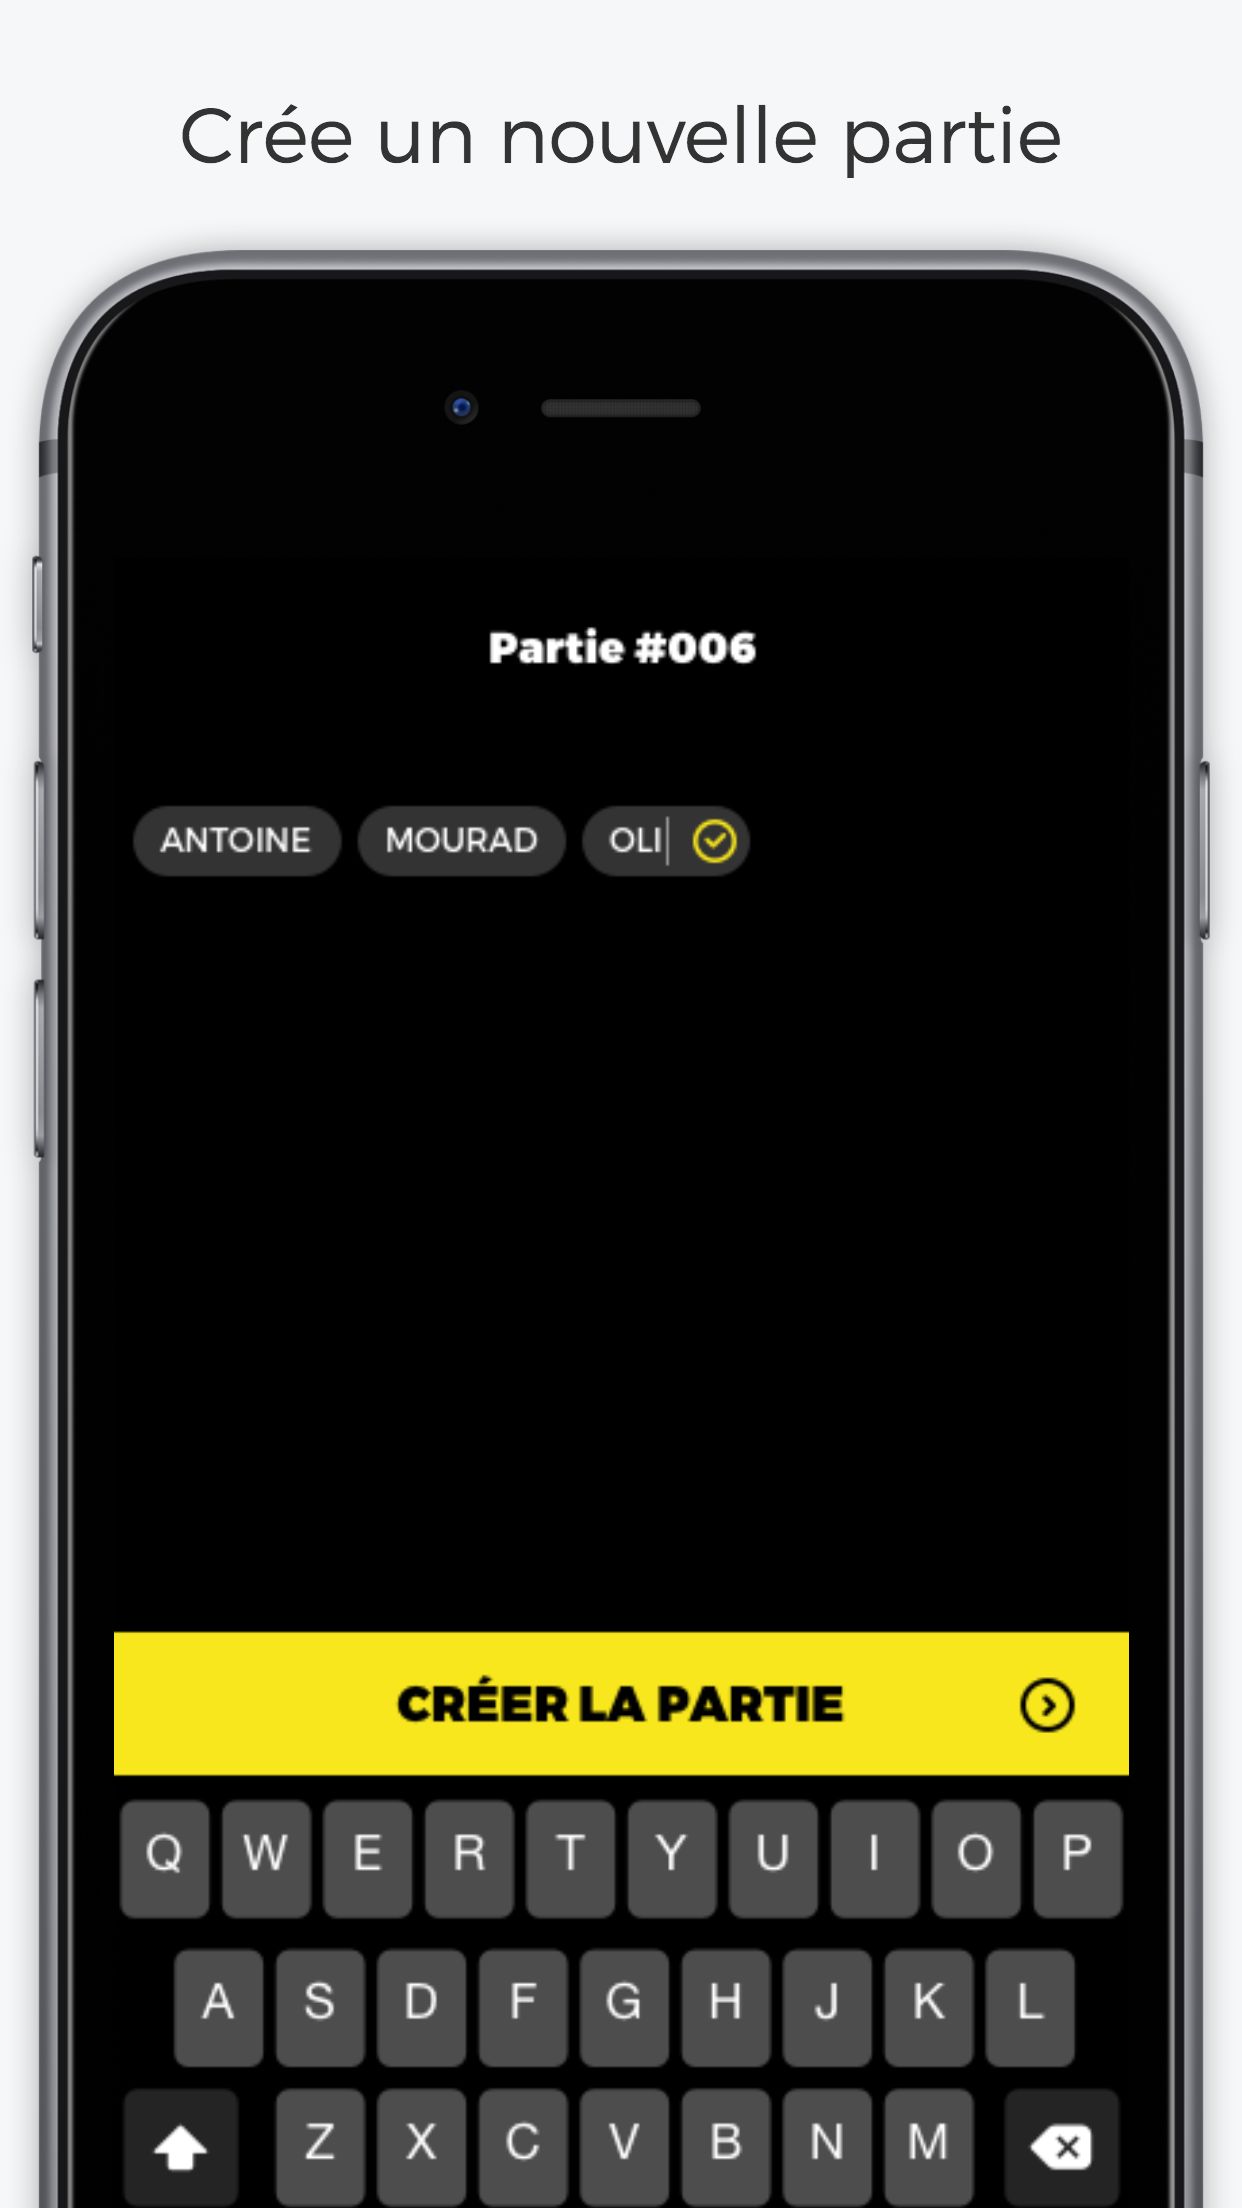 Crée un nouvelle partie
Partie #006
ANTOINE MOURAD OLI
CRÉER LA PARTIE
Q W E R T Y U I O P
A S D F G H J K L
Z X C V B N M